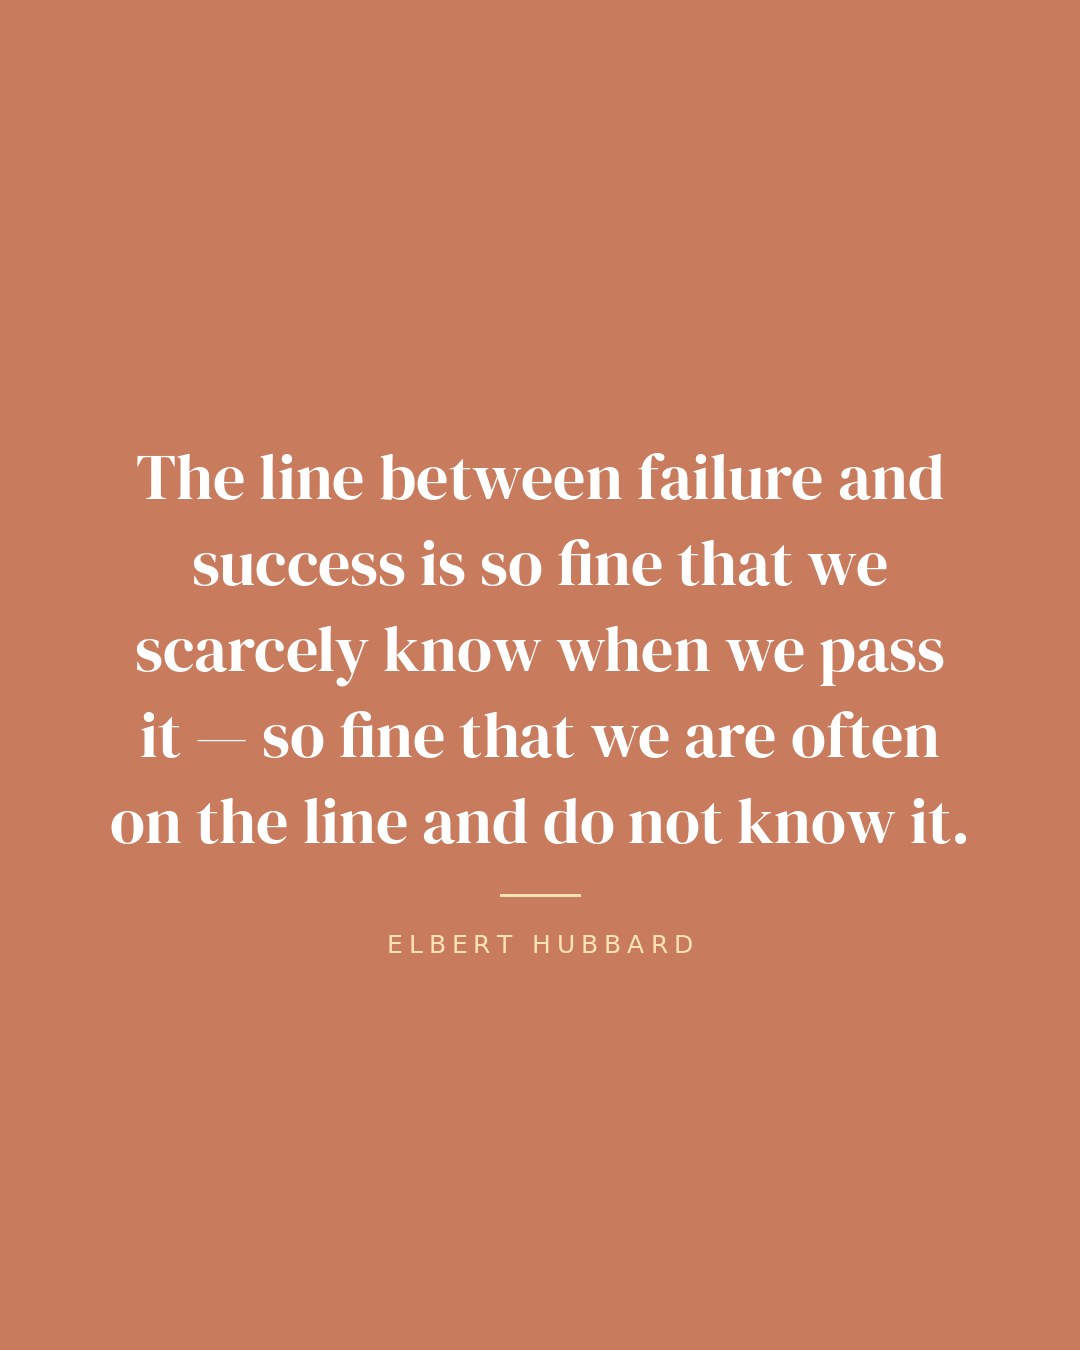 The line between failure and
success is so fine that we
scarcely know when we pass
it — so fine that we are often
on the line and do not know it.
ELBERT HUBBARD